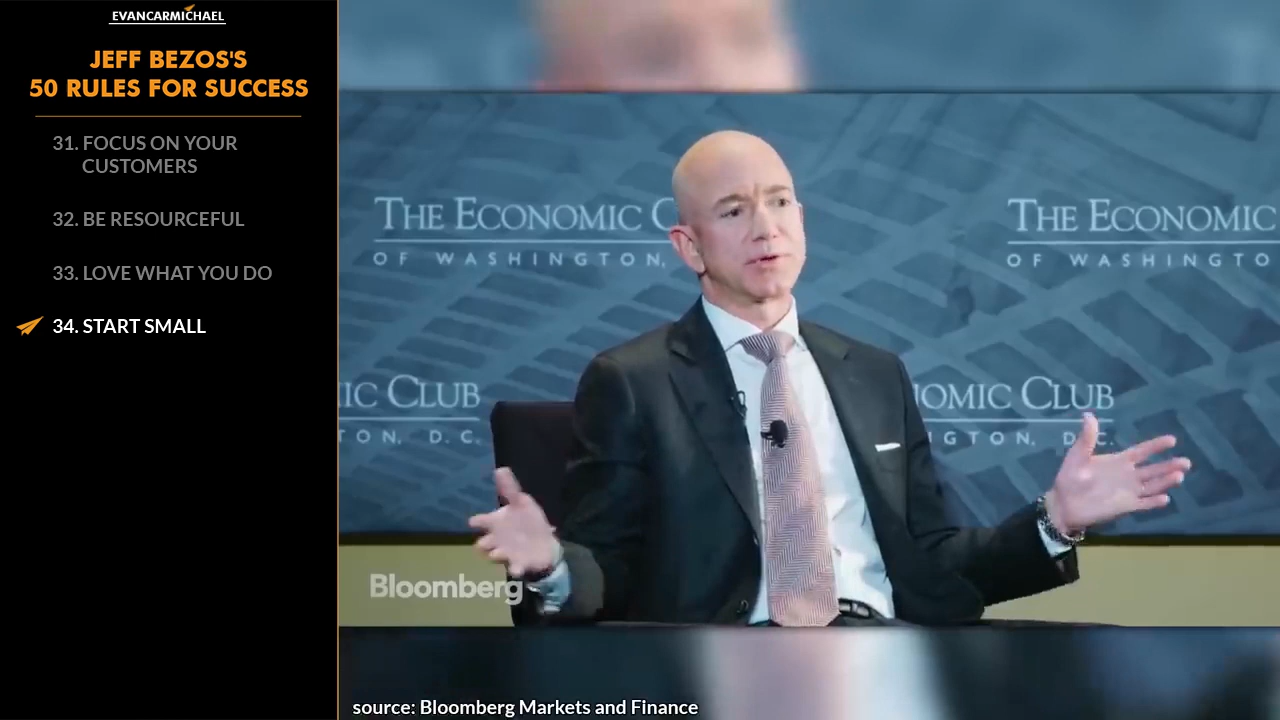 EVANCARMICHAEL
JEFF BEZOS'S
50 RULES FOR SUCCESS
31. FOCUS ON YOUR
CUSTOMERS
32. BE RESOURCEFUL
33. LOVE WHAT YOU DO
34. START SMALL
THE ECONOMIC C
OF WASHINGTON,
THE ECONOMIC
OF WASHINGTO
IC CLUB
TON, D.C.
NOMIC CLUB
NGTON, D.C.
Bloomberg
source: Bloomberg Markets and Finance